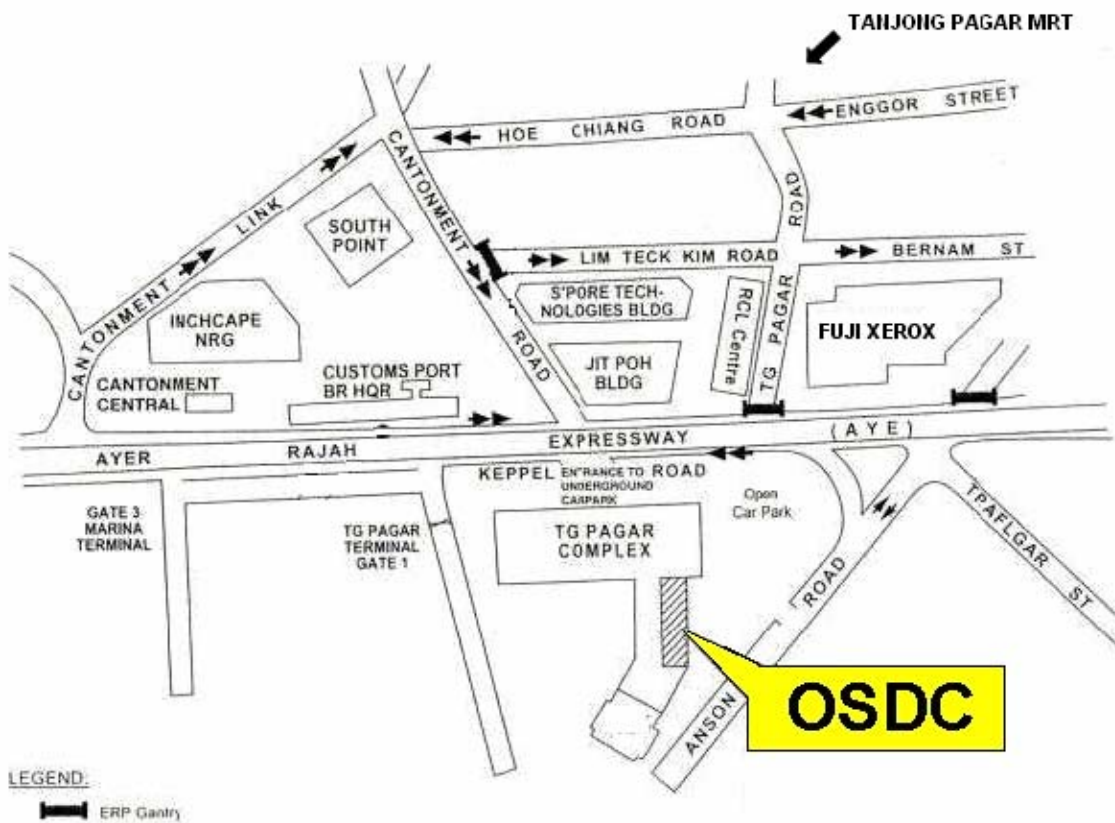 TANJONG PAGAR MRT
ENGGOR STREET
HOE CHIANG ROAD
CANTONMENT LINK
CANTONMENT ROAD
SOUTH
POINT
LIM TECK KIM ROAD
BERNAM ST
TG PAGAR ROAD
S'PORE TECH-
NOLOGIES BLDG
RCL Centre
FUJI XEROX
INCHCAPE
NRG
JIT POH
BLDG
CANTONMENT
CENTRAL
CUSTOMS PORT
BR HQR
AYER RAJAH EXPRESSWAY (AYE)
KEPPEL ROAD
ENTRANCE TO
UNDERGROUND
CARPARK
Open
Car Park
GATE 3
MARINA
TERMINAL
TG PAGAR
TERMINAL
GATE 1
TG PAGAR
COMPLEX
ANSON ROAD
TRAFLGAR ST
OSDC
LEGEND:
ERP Gantry